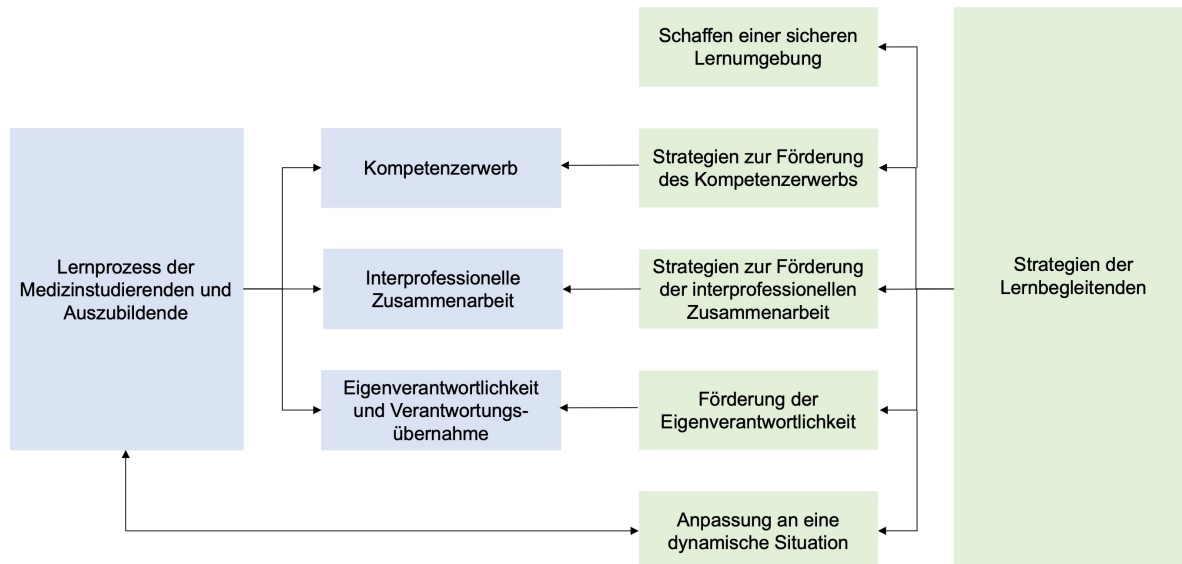 Schaffen einer sicheren
Lernumgebung
Kompetenzerwerb
Strategien zur Förderung
des Kompetenzerwerbs
Lernprozess der
Medizinstudierenden und
Auszubildende
Interprofessionelle
Zusammenarbeit
Strategien zur Förderung
der interprofessionellen
Zusammenarbeit
Strategien der
Lernbegleitenden
Eigenverantwortlichkeit
und Verantwortungs-
übernahme
Förderung der
Eigenverantwortlichkeit
Anpassung an eine
dynamische Situation